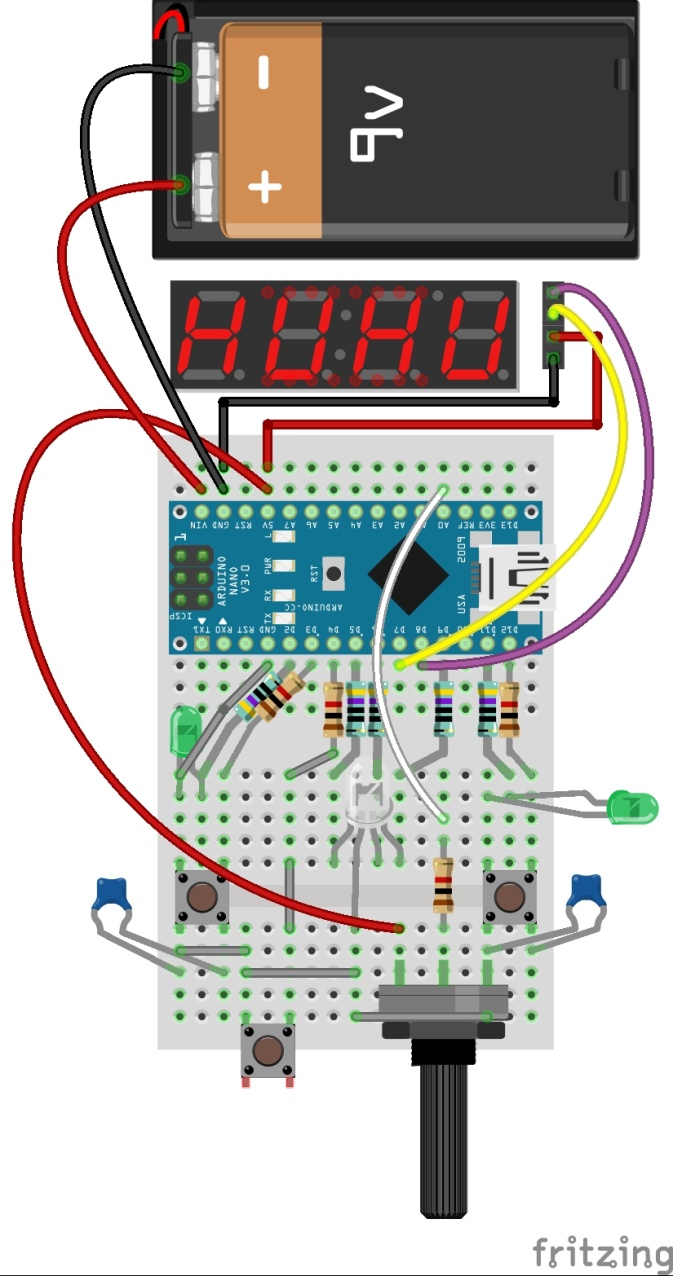 -
+
9v
VIN GND RST 5V A7 A6 A5 A4 A3 A2 A1 A0 REF 3V3 D13
1
ICSP
ARDUINO
NANO
V3.0
L
PWR
RX
TX
RST
ARDUINO.CC
2009
USA
TX1 RX0 RST GND D2 D3 D4 D5 D6 D7 D8 D9 D10 D11 D12
fritzing